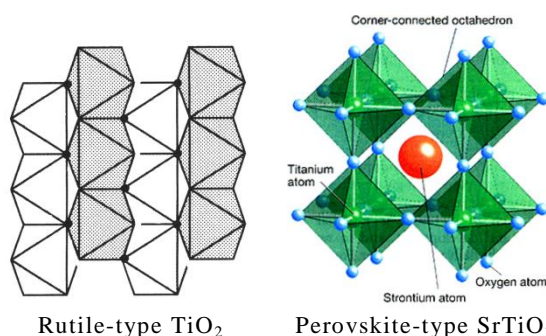 Corner-connected octahedron
Titanium
atom
Oxygen atom
Strontium atom
Rutile-type TiO₂
Perovskite-type SrTiO